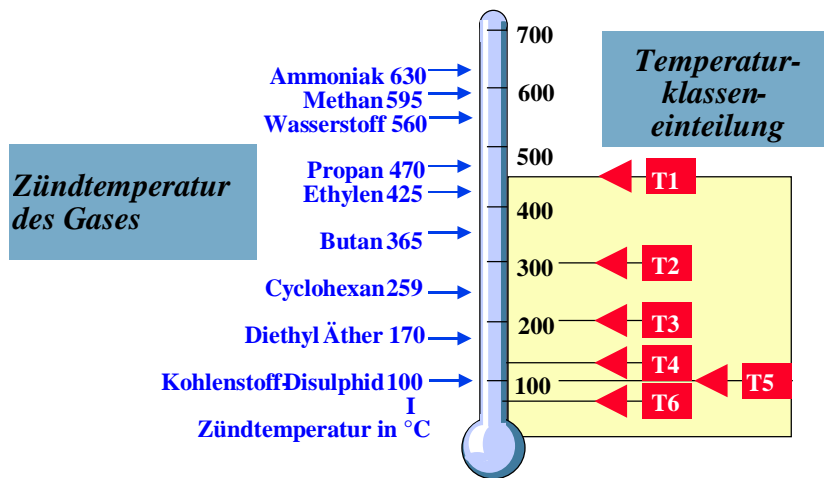 Zündtemperatur
des Gases
Ammoniak 630
Methan 595
Wasserstoff 560
Propan 470
Ethylen 425
Butan 365
Cyclohexan 259
Diethyl Äther 170
Kohlenstoff-Disulphid 100
I
Zündtemperatur in °C
700
600
500
400
300
200
100
Temperatur-
klassen-
einteilung
T1
T2
T3
T4
T5
T6